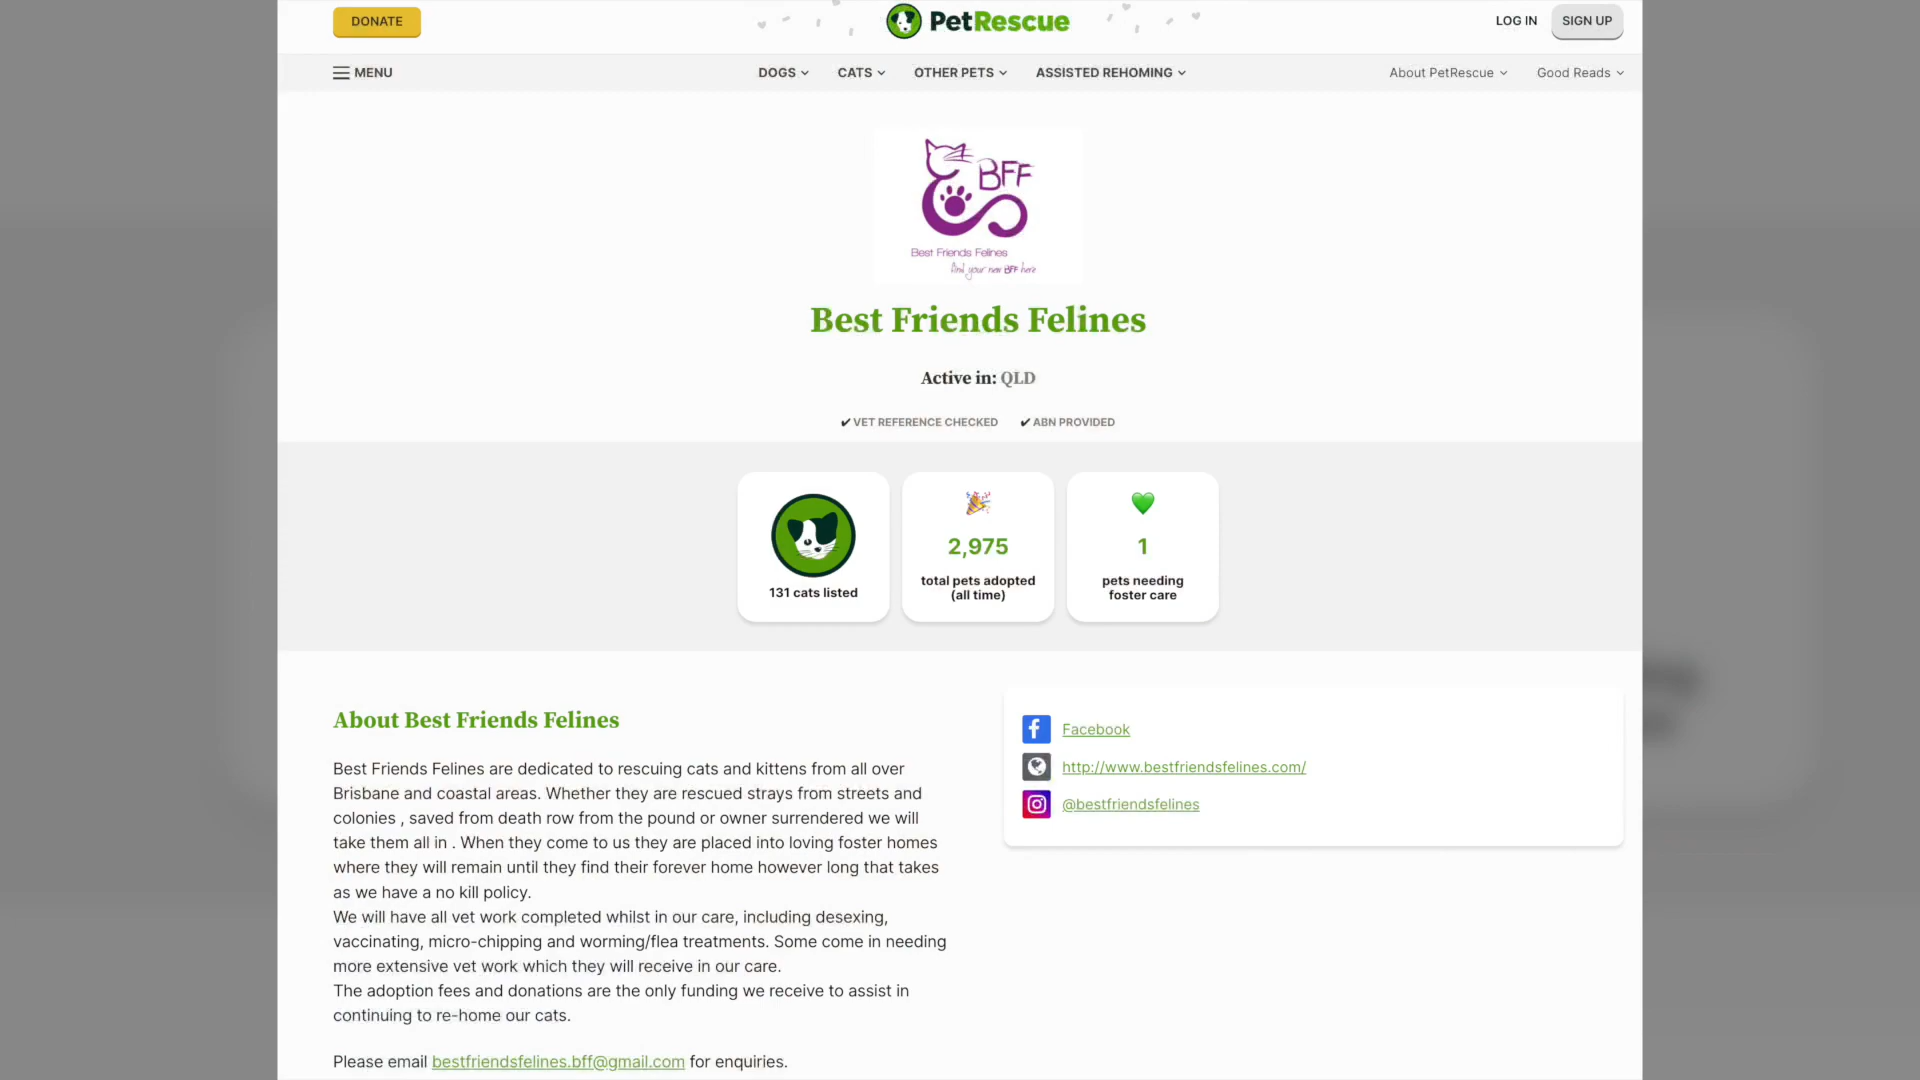 DONATE
PetRescue
LOG IN
SIGN UP
MENU
DOGS
CATS
OTHER PETS
ASSISTED REHOMING
About PetRescue
Good Reads
BFF
Best Friends Felines
find your new BFF here
Best Friends Felines
Active in: QLD
✔ VET REFERENCE CHECKED
✔ ABN PROVIDED
131 cats listed
2,975
total pets adopted
(all time)
1
pets needing
foster care
About Best Friends Felines
Best Friends Felines are dedicated to rescuing cats and kittens from all over
Brisbane and coastal areas. Whether they are rescued strays from streets and
colonies , saved from death row from the pound or owner surrendered we will
take them all in . When they come to us they are placed into loving foster homes
where they will remain until they find their forever home however long that takes
as we have a no kill policy.
We will have all vet work completed whilst in our care, including desexing,
vaccinating, micro-chipping and worming/flea treatments. Some come in needing
more extensive vet work which they will receive in our care.
The adoption fees and donations are the only funding we receive to assist in
continuing to re-home our cats.
Please email bestfriendsfelines.bff@gmail.com for enquiries.
Facebook
http://www.bestfriendsfelines.com/
@bestfriendsfelines